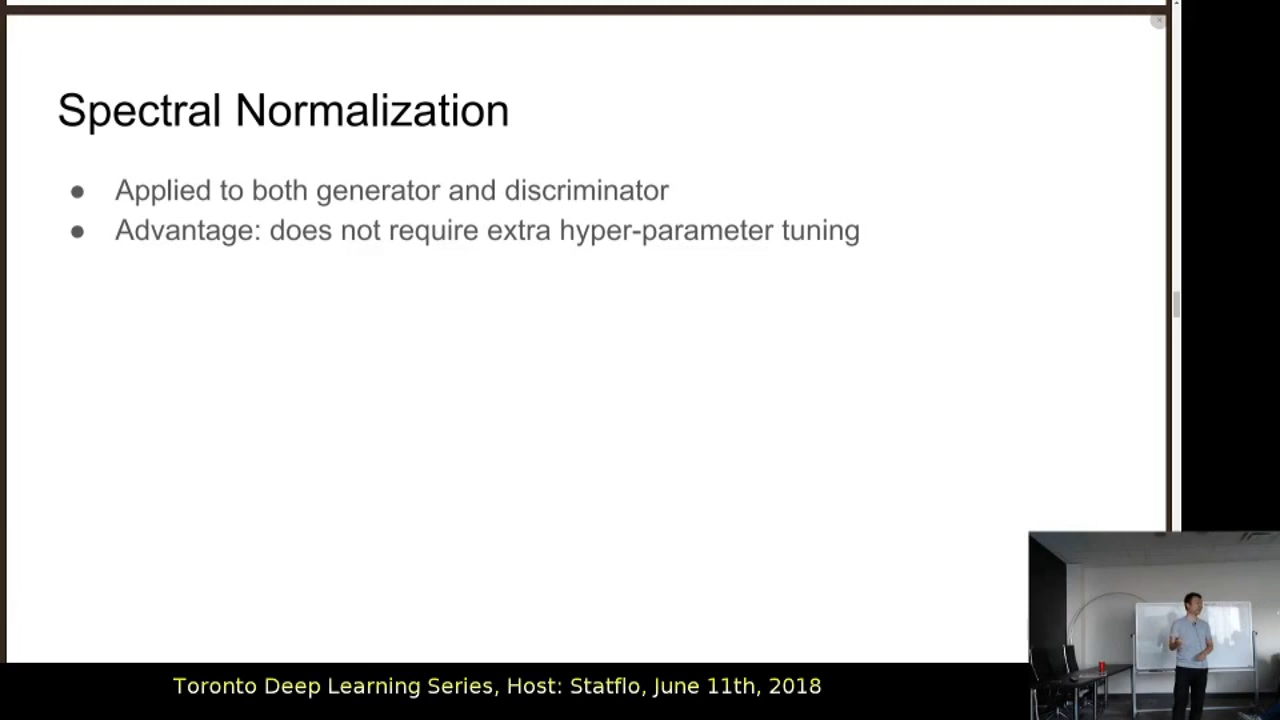 Spectral Normalization
● Applied to both generator and discriminator
● Advantage: does not require extra hyper-parameter tuning
Toronto Deep Learning Series, Host: Statflo, June 11th, 2018